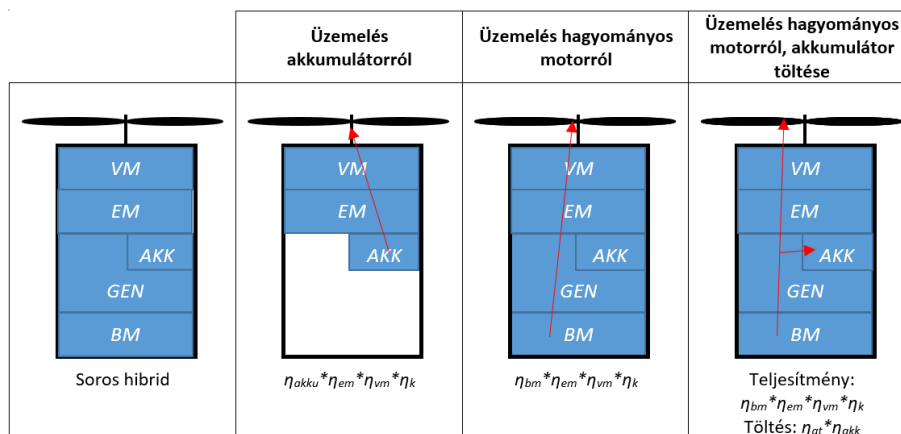 Üzemelés
akkumulátorról
Üzemelés hagyományos
motorról
Üzemelés hagyományos
motorról, akkumulátor
töltése
VM
EM
AKK
GEN
BM
Soros hibrid
VM
EM
AKK
ηakku*ηem*ηvm*ηk
VM
EM
AKK
GEN
BM
ηbm*ηem*ηvm*ηk
VM
EM
AKK
GEN
BM
Teljesítmény:
ηbm*ηem*ηvm*ηk
Töltés: ηat*ηakk